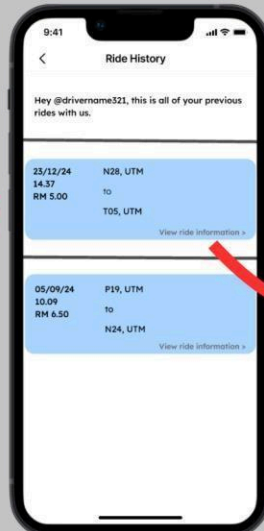 9:41
< Ride History
Hey @drivername321, this is all of your previous
rides with us.
23/12/24 N28, UTM
14.37 to
RM 5.00
T05, UTM
View ride information >
05/09/24 P19, UTM
10.09 to
RM 6.50
N24, UTM
View ride information >